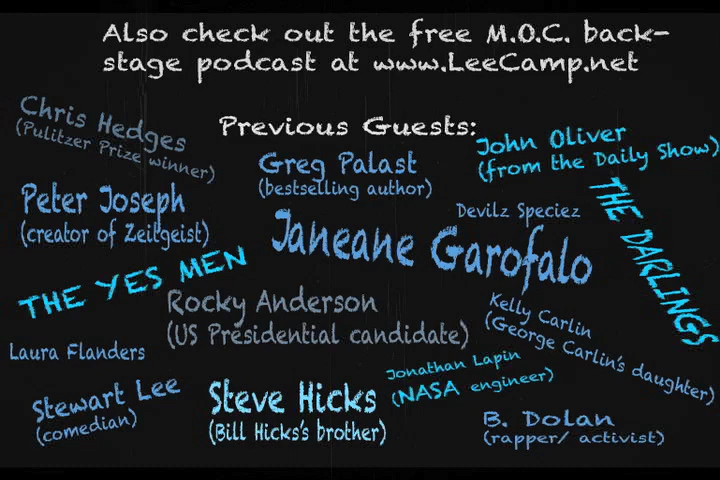 Also check out the free M.O.C. back-
stage podcast at www.LeeCamp.net
Previous Guests:
Chris Hedges
(Pulitzer Prize winner)
Greg Palast
(bestselling author)
John Oliver
(from the Daily Show)
Peter Joseph
(creator of Zeitgeist)
Devilz Speciez
Janeane Garofalo
THE DARLINGS
THE YES MEN
Rocky Anderson
(US Presidential candidate)
Kelly Carlin
(George Carlin's daughter)
Laura Flanders
Jonathan Lapin
(NASA engineer)
Stewart Lee
(comedian)
Steve Hicks
(Bill Hicks's brother)
B. Dolan
(rapper/ activist)